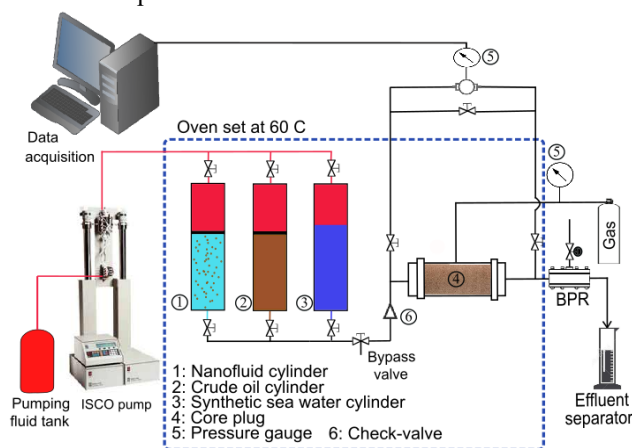 Data
acquisition
Oven set at 60 C
5
5
Gas
1
2
3
4
6
BPR
Bypass
valve
Pumping
fluid tank
ISCO pump
Effluent
separator
1: Nanofluid cylinder
2: Crude oil cylinder
3: Synthetic sea water cylinder
4: Core plug
5: Pressure gauge 6: Check-valve